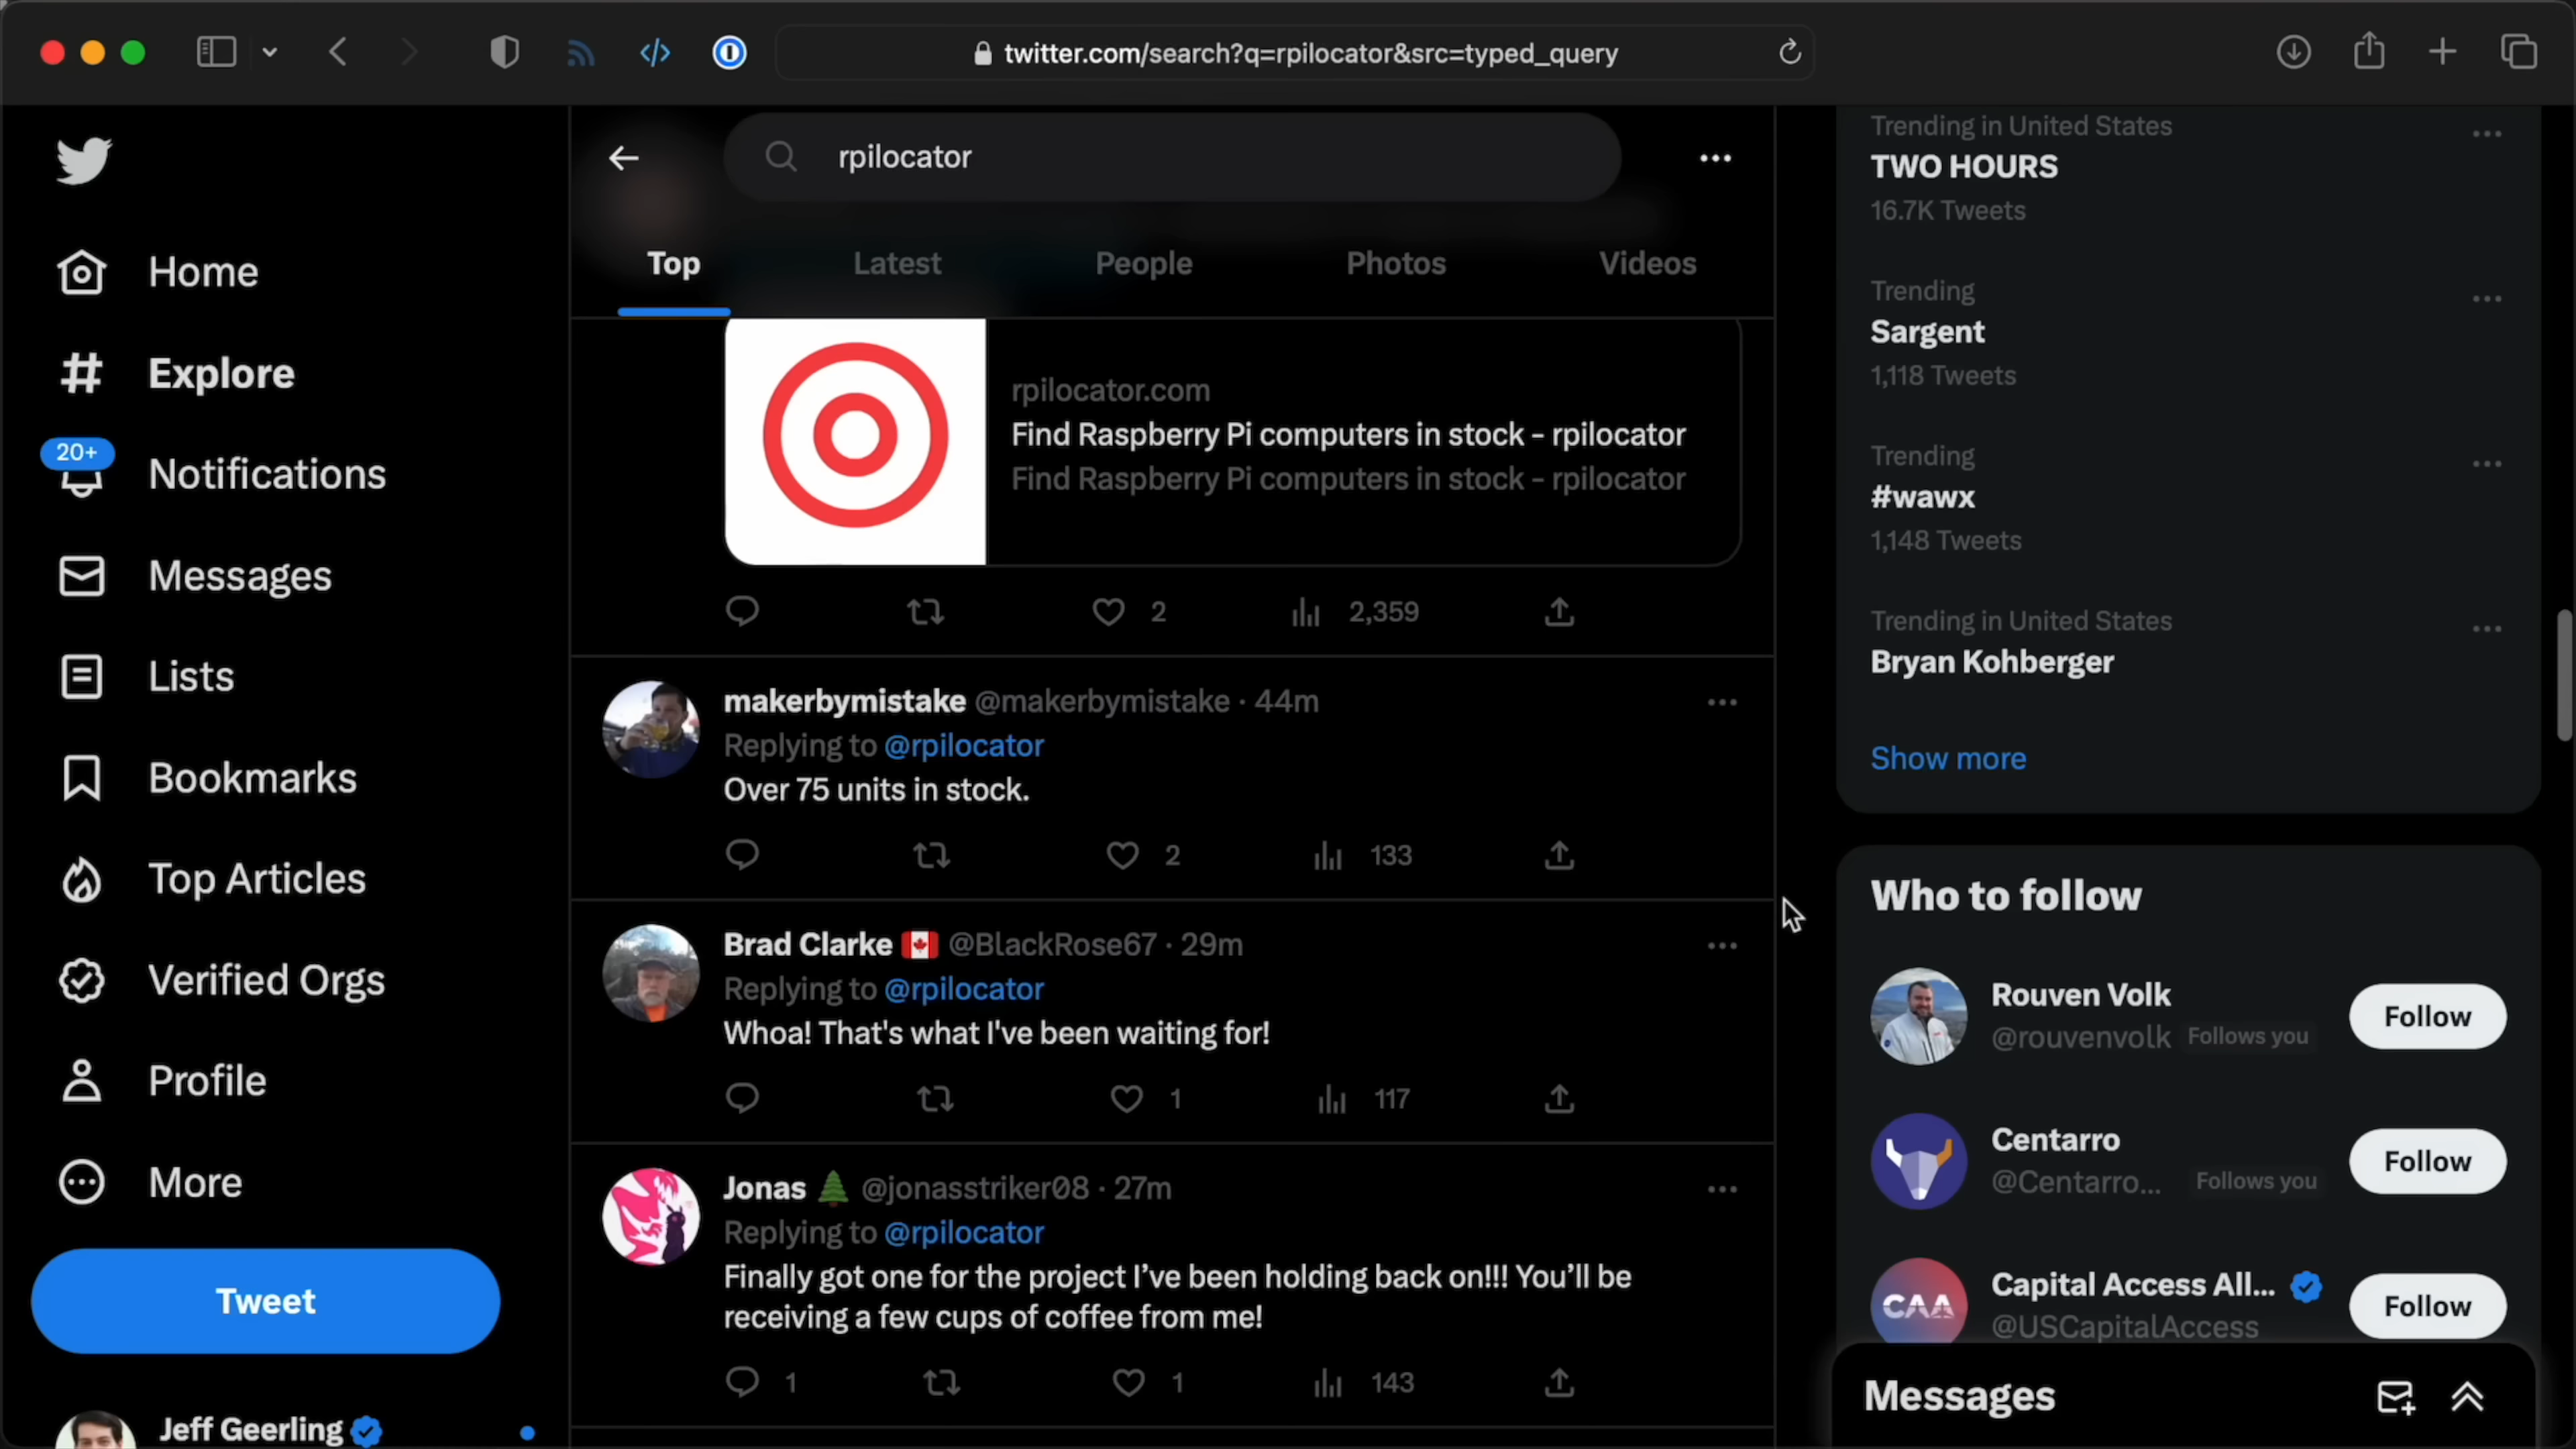 twitter.com/search?q=rpilocator&src=typed_query
Home
Explore
20+
Notifications
Messages
Lists
Bookmarks
Top Articles
Verified Orgs
Profile
More
Tweet
Jeff Geerling
rpilocator
Top
Latest
People
Photos
Videos
rpilocator.com
Find Raspberry Pi computers in stock - rpilocator
Find Raspberry Pi computers in stock - rpilocator
2
2,359
makerbymistake @makerbymistake · 44m
Replying to @rpilocator
Over 75 units in stock.
2
133
Brad Clarke 🇨🇦 @BlackRose67 · 29m
Replying to @rpilocator
Whoa! That's what I've been waiting for!
1
117
Jonas 🌲 @jonasstriker08 · 27m
Replying to @rpilocator
Finally got one for the project I’ve been holding back on!!! You’ll be
receiving a few cups of coffee from me!
1
1
143
Trending in United States
TWO HOURS
16.7K Tweets
Trending
Sargent
1,118 Tweets
Trending
#wawx
1,148 Tweets
Trending in United States
Bryan Kohberger
Show more
Who to follow
Rouven Volk
@rouvenvolk Follows you
Follow
Centarro
@Centarro... Follows you
Follow
CAA
Capital Access All...
@USCapitalAccess
Follow
Messages